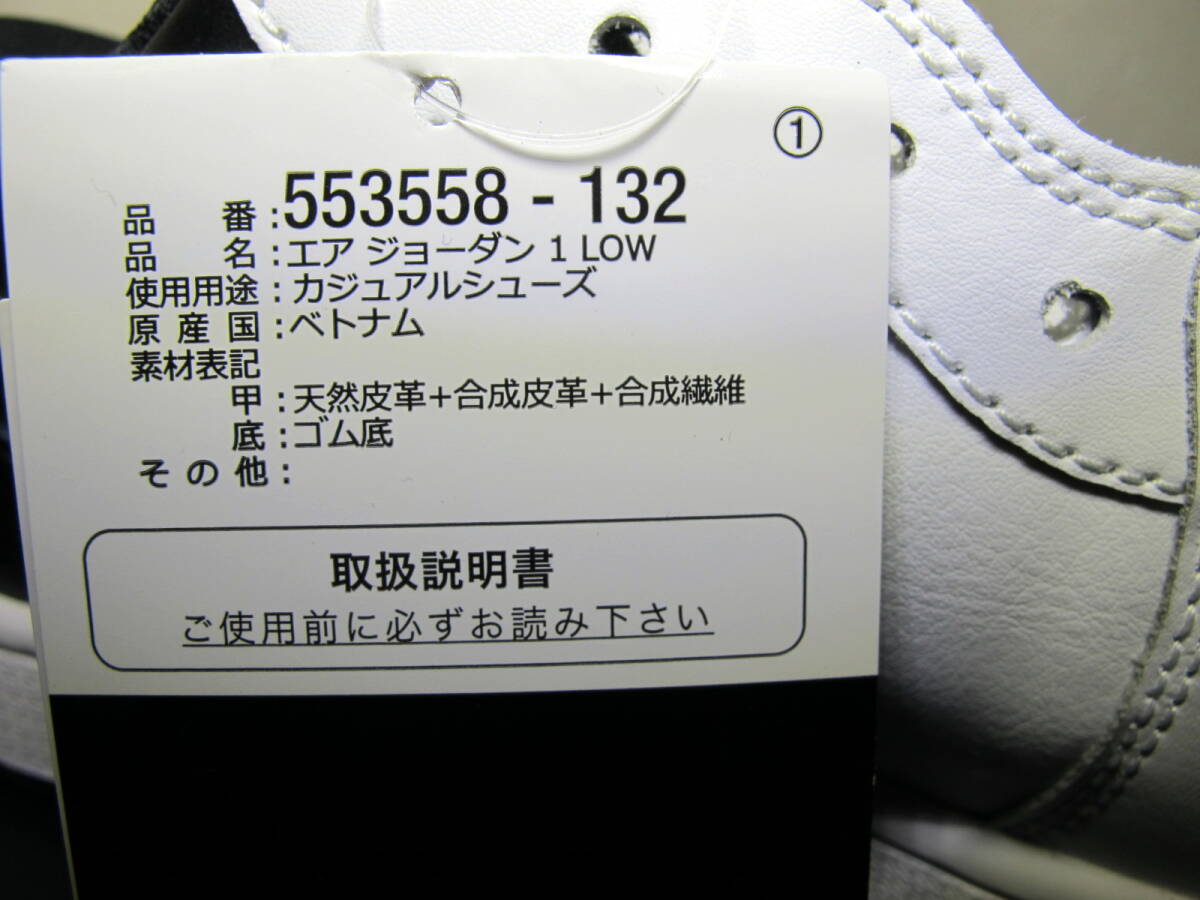 ①
品 番:553558 - 132
品 名:エア ジョーダン 1 LOW
使用用途:カジュアルシューズ
原 産 国:ベトナム
素材表記
甲:天然皮革+合成皮革+合成繊維
底:ゴム底
そ の 他:
取扱説明書
ご使用前に必ずお読み下さい